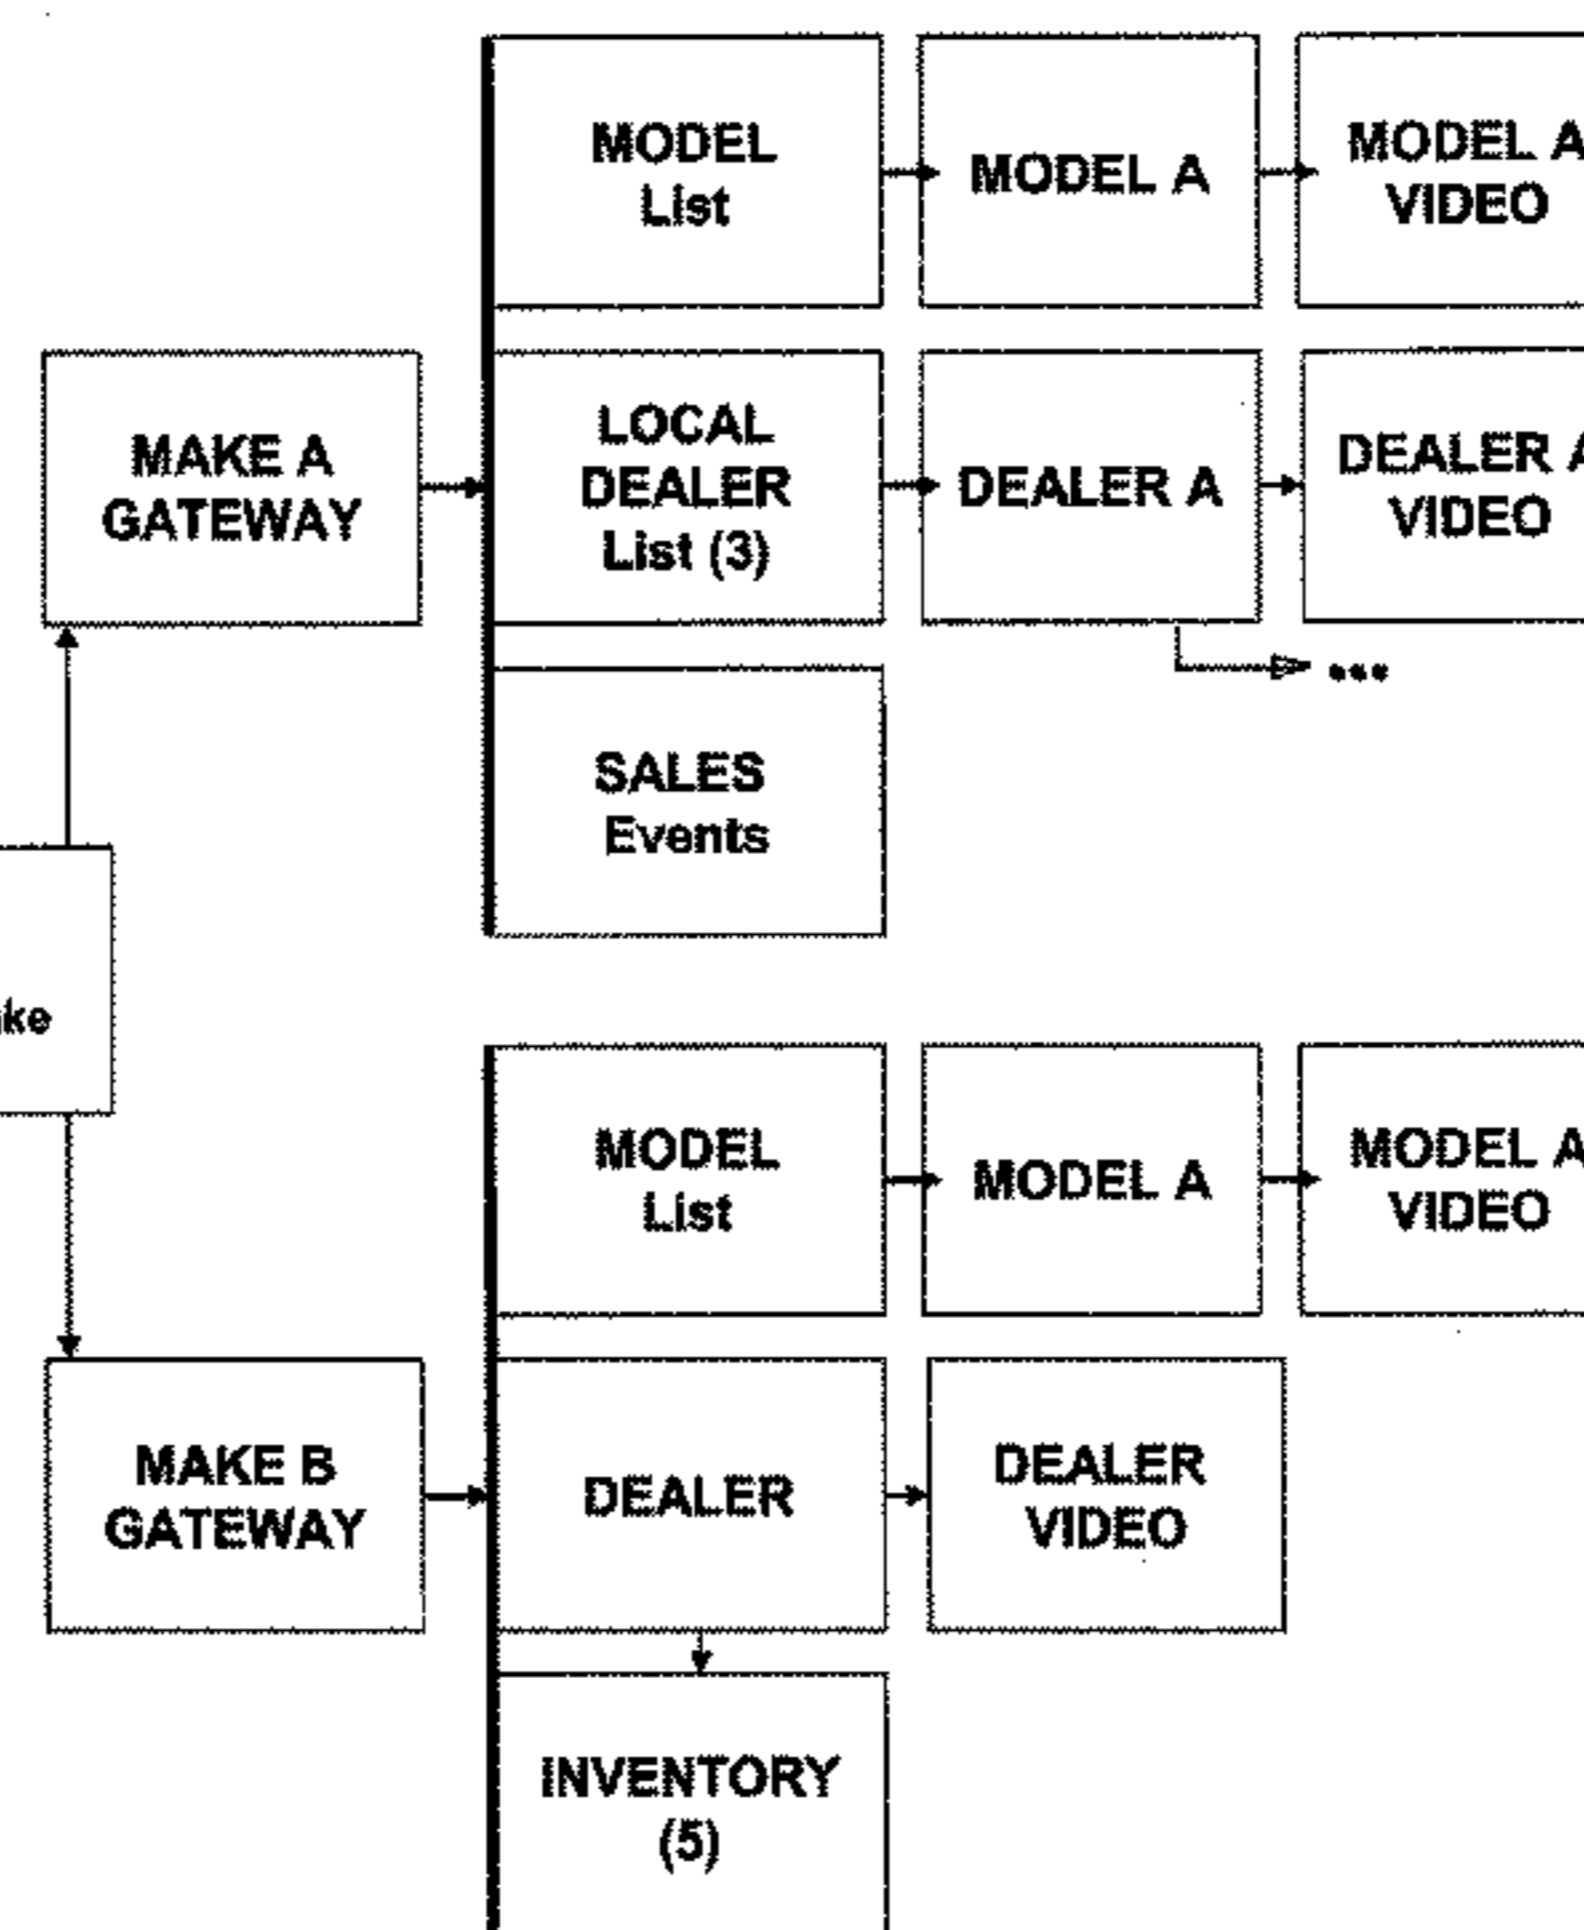 MODEL
List
MODEL A
MODEL A
VIDEO
MAKE A
GATEWAY
LOCAL
DEALER
List (3)
DEALER A
DEALER A
VIDEO
...
SALES
Events
MODEL
List
MODEL A
MODEL A
VIDEO
MAKE B
GATEWAY
DEALER
DEALER
VIDEO
INVENTORY
(5)